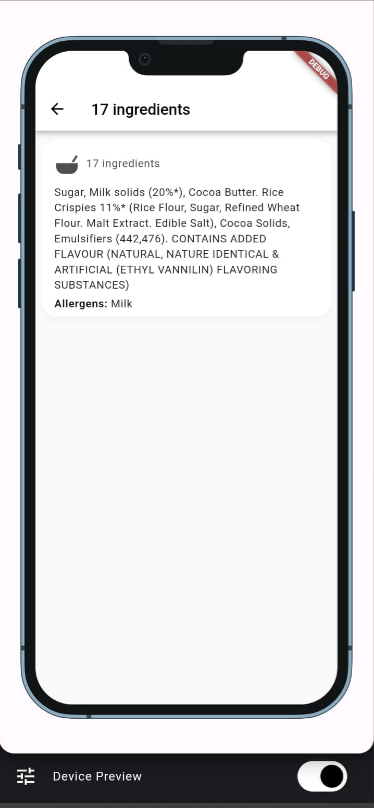 DEBUG
17 ingredients
17 ingredients
Sugar, Milk solids (20%*), Cocoa Butter. Rice
Crispies 11%* (Rice Flour, Sugar, Refined Wheat
Flour. Malt Extract. Edible Salt), Cocoa Solids,
Emulsifiers (442,476). CONTAINS ADDED
FLAVOUR (NATURAL, NATURE IDENTICAL &
ARTIFICIAL (ETHYL VANNILIN) FLAVORING
SUBSTANCES)
Allergens: Milk
Device Preview